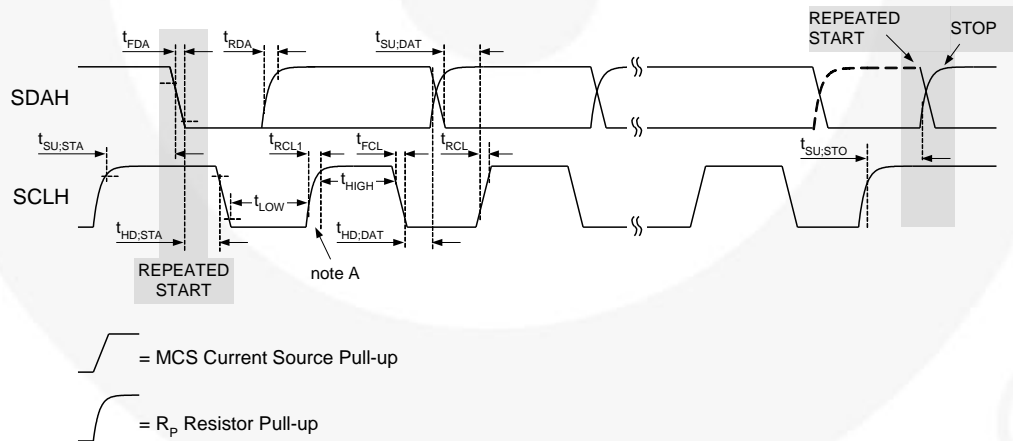 REPEATED
START
STOP
tFDA
tRDA
tSU;DAT
SDAH
tSU;STA
tRCL1
tFCL
tRCL
tSU;STO
tHIGH
SCLH
tLOW
tHD;STA
tHD;DAT
REPEATED
START
note A
= MCS Current Source Pull-up
= RP Resistor Pull-up